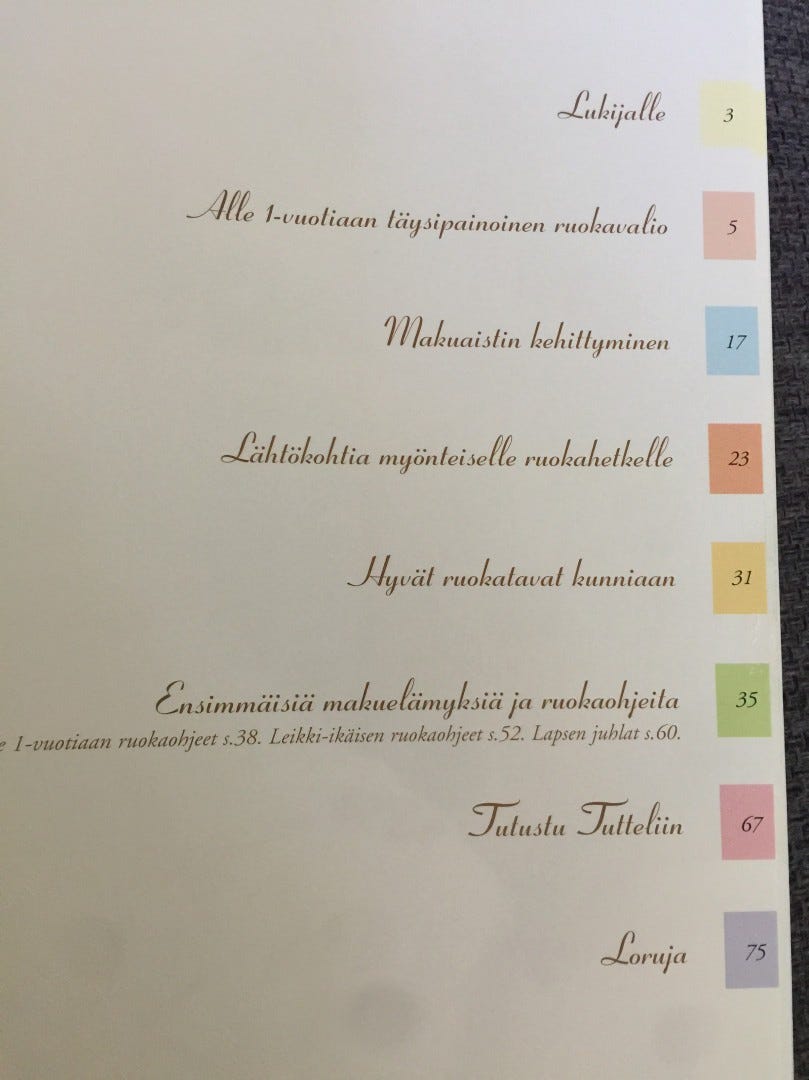 Lukijalle 3
Alle 1-vuotiaan täysipainoinen ruokavalio 5
Makuaistin kehittyminen 17
Lähtökohtia myönteiselle ruokahetkelle 23
Hyvät ruokatavat kunniaan 31
Ensimmäisiä makuelämyksiä ja ruokaohjeita 35
1-vuotiaan ruokaohjeet s.38. Leikki-ikäisen ruokaohjeet s.52. Lapsen juhlat s.60.
Tutustu Tutteliin 67
Loruja 75